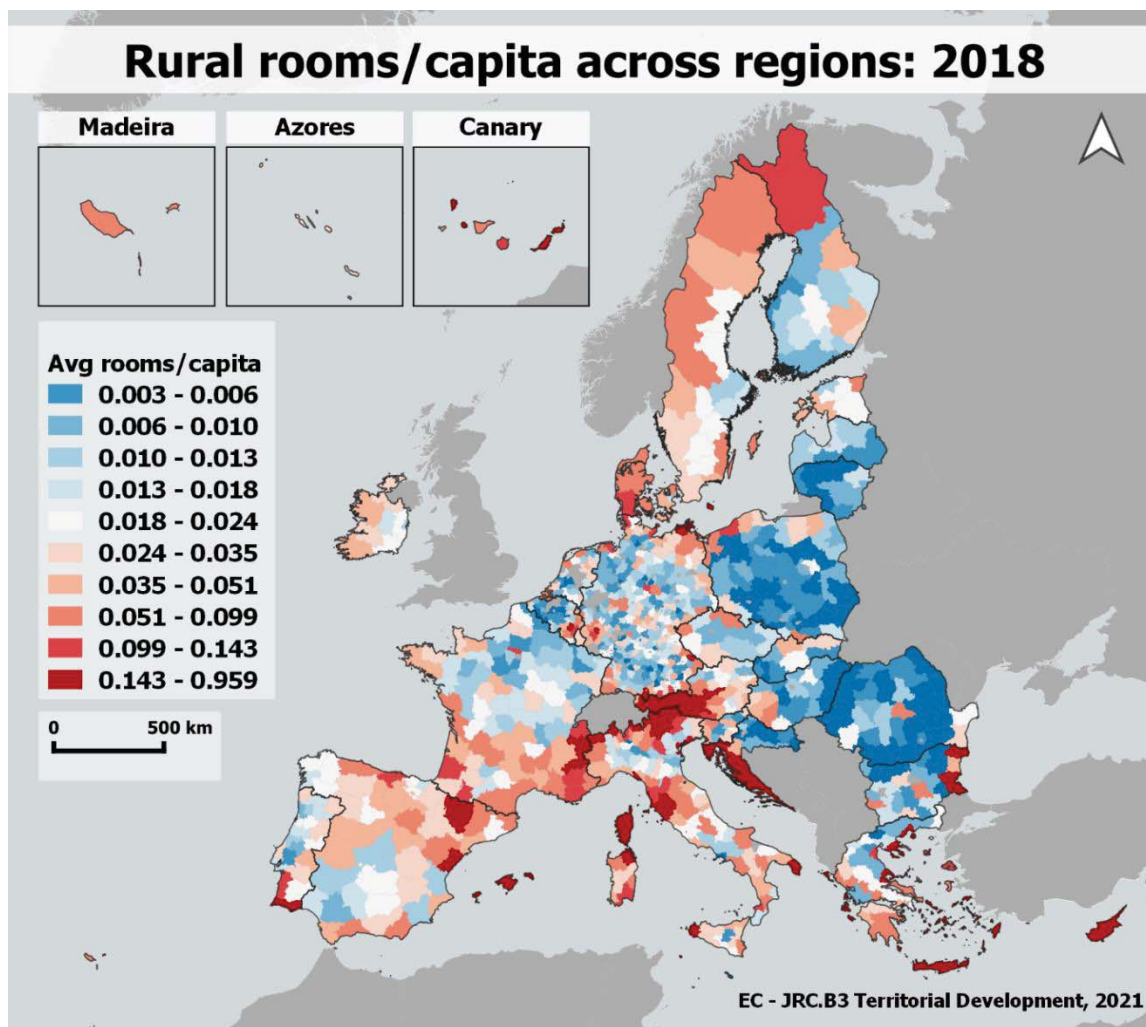 Rural rooms/capita across regions: 2018
Madeira
Azores
Canary
Avg rooms/capita
0.003 - 0.006
0.006 - 0.010
0.010 - 0.013
0.013 - 0.018
0.018 - 0.024
0.024 - 0.035
0.035 - 0.051
0.051 - 0.099
0.099 - 0.143
0.143 - 0.959
0 500 km
EC - JRC.B3 Territorial Development, 2021